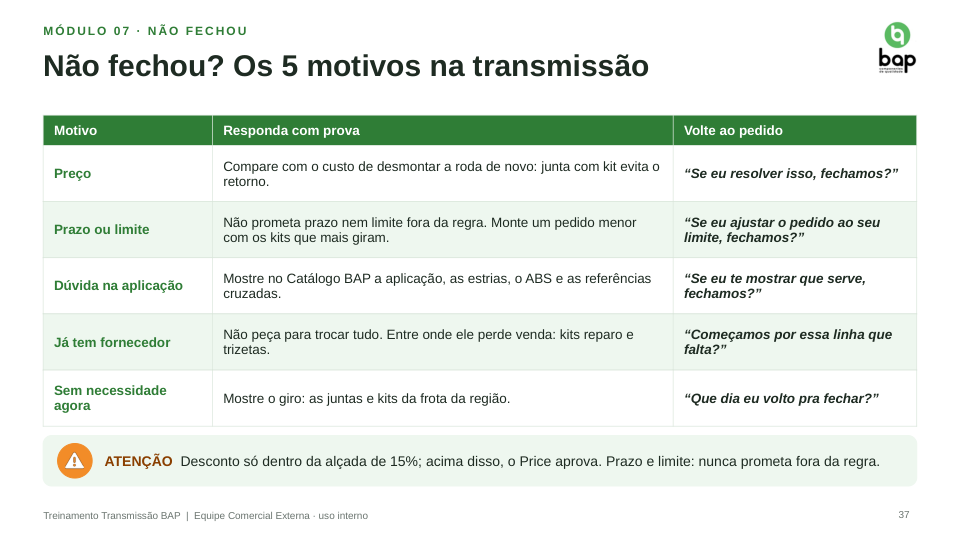 MÓDULO 07 · NÃO FECHOU
Não fechou? Os 5 motivos na transmissão
bap
Motivo
Responda com prova
Volte ao pedido
Preço
Compare com o custo de desmontar a roda de novo: junta com kit evita o
retorno.
“Se eu resolver isso, fechamos?”
Prazo ou limite
Não prometa prazo nem limite fora da regra. Monte um pedido menor
com os kits que mais giram.
“Se eu ajustar o pedido ao seu
limite, fechamos?”
Dúvida na aplicação
Mostre no Catálogo BAP a aplicação, as estrias, o ABS e as referências
cruzadas.
“Se eu te mostrar que serve,
fechamos?”
Já tem fornecedor
Não peça para trocar tudo. Entre onde ele perde venda: kits reparo e
trizetas.
“Começamos por essa linha que
falta?”
Sem necessidade
agora
Mostre o giro: as juntas e kits da frota da região.
“Que dia eu volto pra fechar?”
ATENÇÃO Desconto só dentro da alçada de 15%; acima disso, o Price aprova. Prazo e limite: nunca prometa fora da regra.
Treinamento Transmissão BAP | Equipe Comercial Externa · uso interno
37